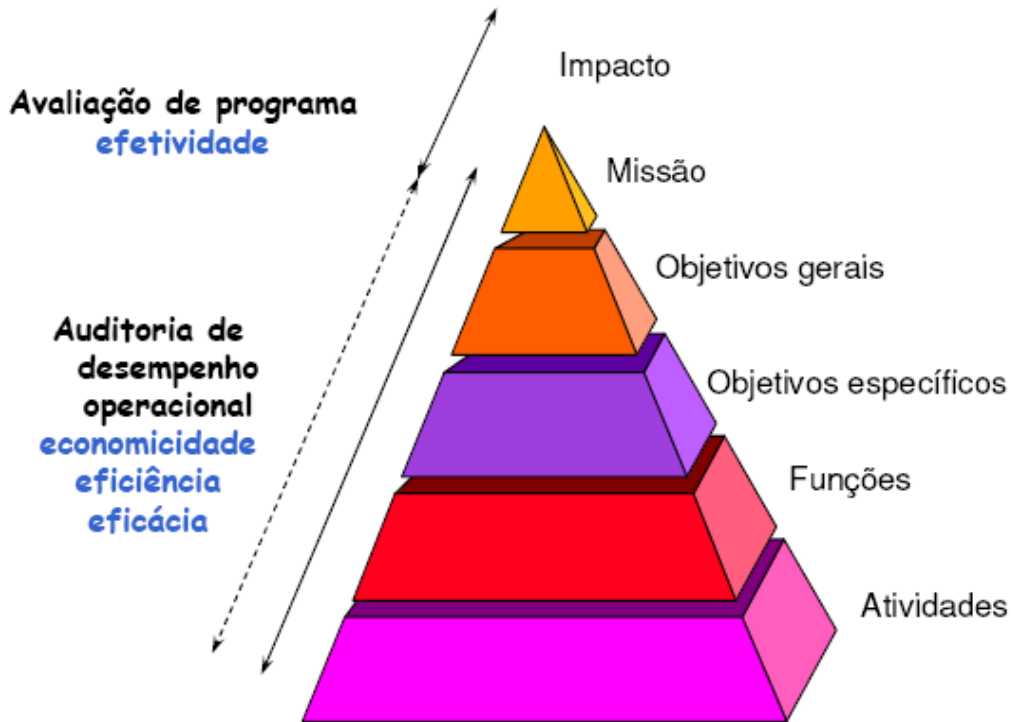 Impacto
Avaliação de programa
efetividade
Missão
Objetivos gerais
Auditoria de
desempenho
operacional
economicidade
eficiência
eficácia
Objetivos específicos
Funções
Atividades